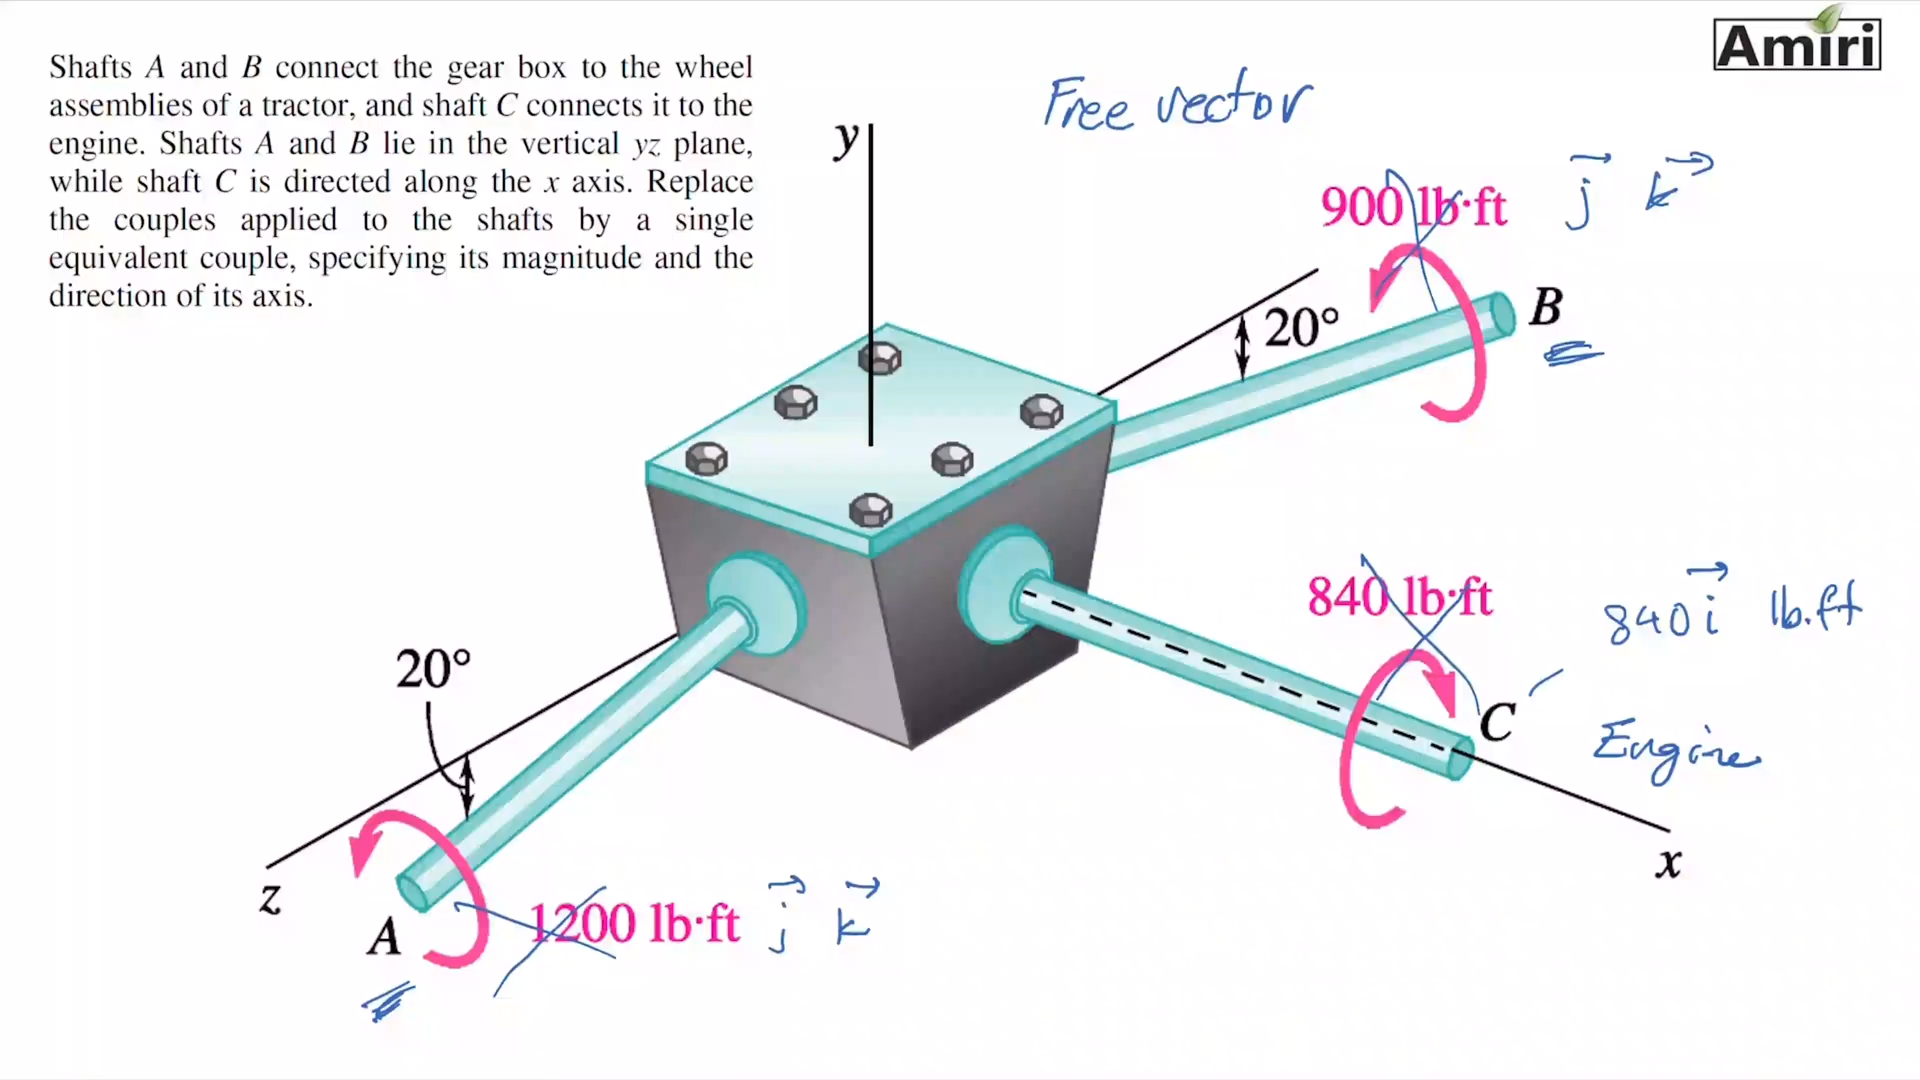 Amiri
Shafts A and B connect the gear box to the wheel
assemblies of a tractor, and shaft C connects it to the
engine. Shafts A and B lie in the vertical yz plane,
while shaft C is directed along the x axis. Replace
the couples applied to the shafts by a single
equivalent couple, specifying its magnitude and the
direction of its axis.
Free vector
y
900 lb·ft
j k
20°
B
840 lb·ft
840 i lb.ft
20°
C
Engine
x
z
A
1200 lb·ft
j k